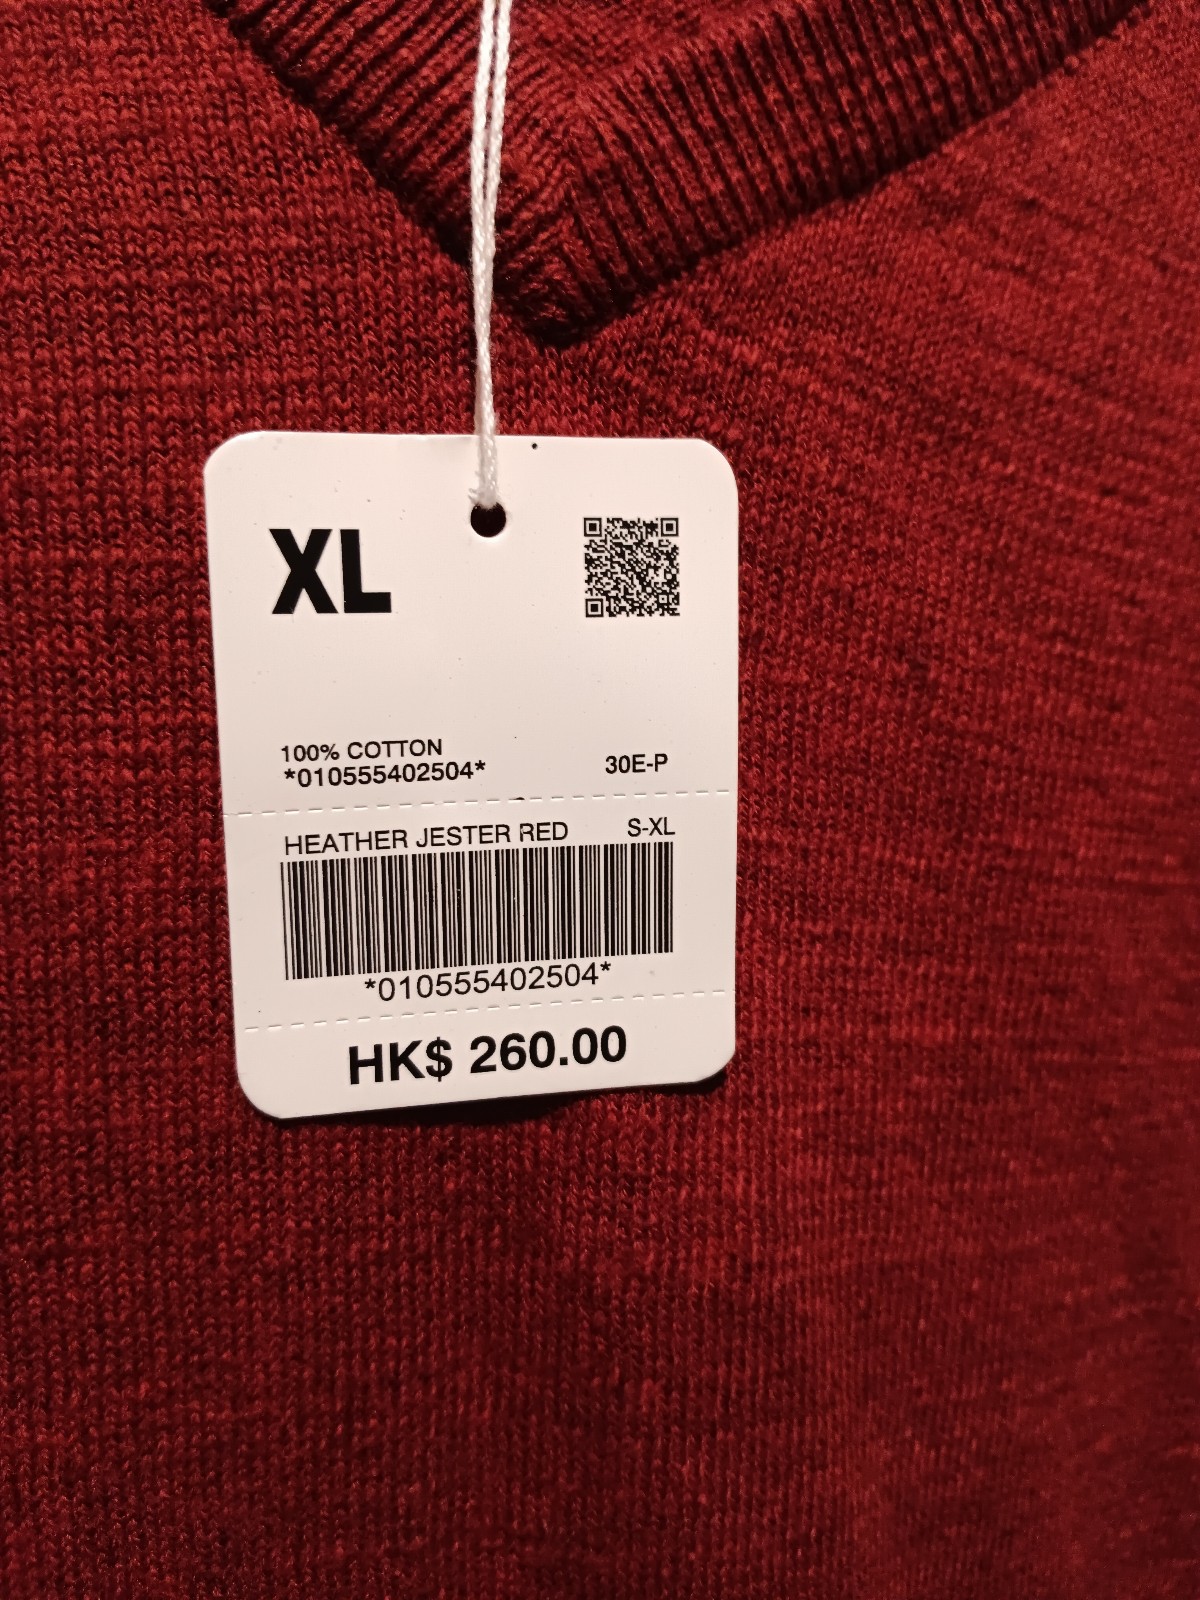 XL
100% COTTON
*010555402504*
30E-P
HEATHER JESTER RED
S-XL
*010555402504*
HK$ 260.00